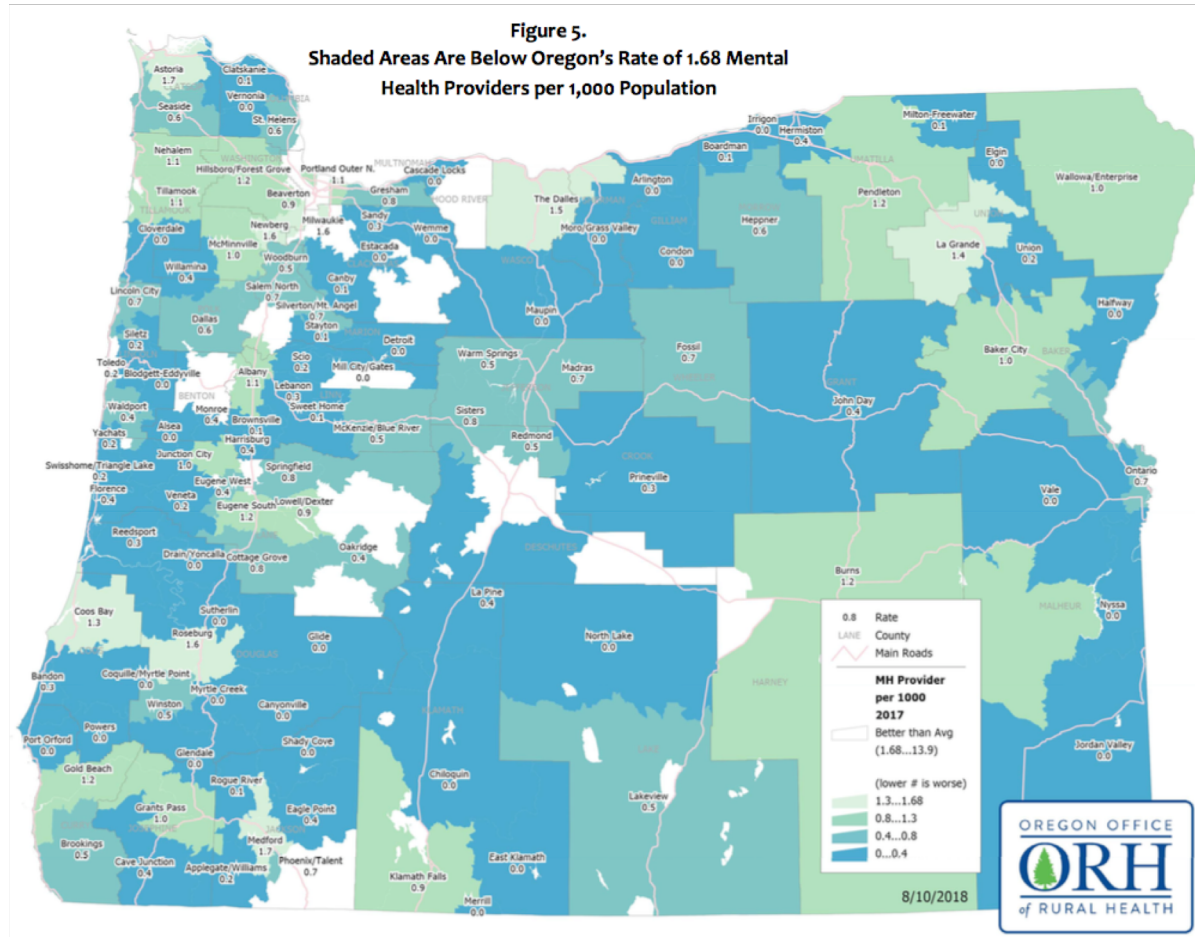 Figure 5.
Shaded Areas Are Below Oregon's Rate of 1.68 Mental
Health Providers per 1,000 Population
Astoria
1.7
Clatskanie
0.1
Vernonia
0.0
Seaside
0.6
St. Helens
0.6
Nehalem
1.1
WASHINGTON
Hillsboro/Forest Grove
1.2
Portland Outer N.
1.1
MULTNOMAH
Cascade Locks
0.0
HOOD RIVER
Tillamook
1.1
TILLAMOOK
Beaverton
0.9
Gresham
0.8
The Dalles
1.5
Arlington
0.0
Boardman
0.1
Irrigon
0.0
Hermiston
0.4
Milton-Freewater
0.1
Elgin
0.0
Wallowa/Enterprise
1.0
UMATILLA
Pendleton
1.2
Cloverdale
0.0
Newberg
1.6
Milwaukie
1.6
Sandy
0.3
Wemme
0.0
Moro/Grass Valley
0.0
GILLIAM
Heppner
0.6
La Grande
1.4
Union
0.2
McMinnville
1.0
Estacada
0.0
Condon
0.0
Willamina
0.4
Woodburn
0.5
Canby
0.1
WASCO
Lincoln City
0.7
Salem North
0.7
Silverton/Mt. Angel
0.7
Maupin
0.0
Halfway
0.0
Dallas
0.6
Stayton
0.1
MARION
Siletz
0.2
Detroit
0.0
Toledo
0.2
Blodgett-Eddyville
0.0
Albany
1.1
Scio
0.2
Mill City/Gates
0.0
Warm Springs
0.5
Madras
0.7
Fossil
0.7
Baker City
1.0
BAKER
BENTON
Lebanon
0.3
GRANT
John Day
0.4
Waldport
0.4
Monroe
0.4
Sweet Home
0.1
Sisters
0.8
Yachats
0.2
Alsea
0.0
Brownsville
0.1
McKenzie/Blue River
0.5
Redmond
0.5
Harrisburg
0.4
Junction City
1.0
CROOK
Swisshome/Triangle Lake
0.2
Springfield
0.8
Ontario
0.7
Florence
0.4
Veneta
0.2
Eugene West
0.4
Prineville
0.3
Vale
0.0
Eugene South
1.2
Lowell/Dexter
0.9
Reedsport
0.3
Drain/Yoncalla
0.0
Cottage Grove
0.8
Oakridge
0.4
DESCHUTES
Burns
1.2
La Pine
0.4
Coos Bay
1.3
Sutherlin
0.0
Nyssa
0.0
MALHEUR
Roseburg
1.6
Glide
0.0
North Lake
0.0
DOUGLAS
Bandon
0.3
Coquille/Myrtle Point
0.0
Myrtle Creek
0.0
HARNEY
Winston
0.5
Canyonville
0.0
KLAMATH
Powers
0.0
Port Orford
0.0
Shady Cove
0.0
LAKE
Jordan Valley
0.0
Glendale
0.0
Gold Beach
1.2
Rogue River
0.1
Chiloquin
0.0
Grants Pass
1.0
Eagle Point
0.4
Lakeview
0.5
JOSEPHINE
JACKSON
Brookings
0.5
Medford
1.7
Cave Junction
0.4
Applegate/Williams
0.2
Phoenix/Talent
0.7
Klamath Falls
0.9
East Klamath
0.0
Merrill
0.0
0.8 Rate
LANE County
Main Roads
MH Provider
per 1000
2017
Better than Avg
(1.68...13.9)
(lower # is worse)
1.3...1.68
0.8...1.3
0.4...0.8
0...0.4
8/10/2018
OREGON OFFICE
ORH
of RURAL HEALTH